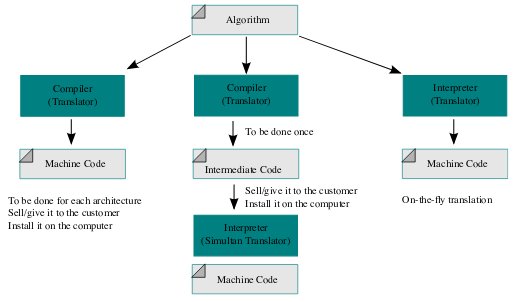 Algorithm
Compiler
(Translator)
Machine Code
To be done for each architecture
Sell/give it to the customer
Install it on the computer
Compiler
(Translator)
To be done once
Intermediate Code
Sell/give it to the customer
Install it on the computer
Interpreter
(Simultan Translator)
Machine Code
Interpreter
(Translator)
Machine Code
On-the-fly translation